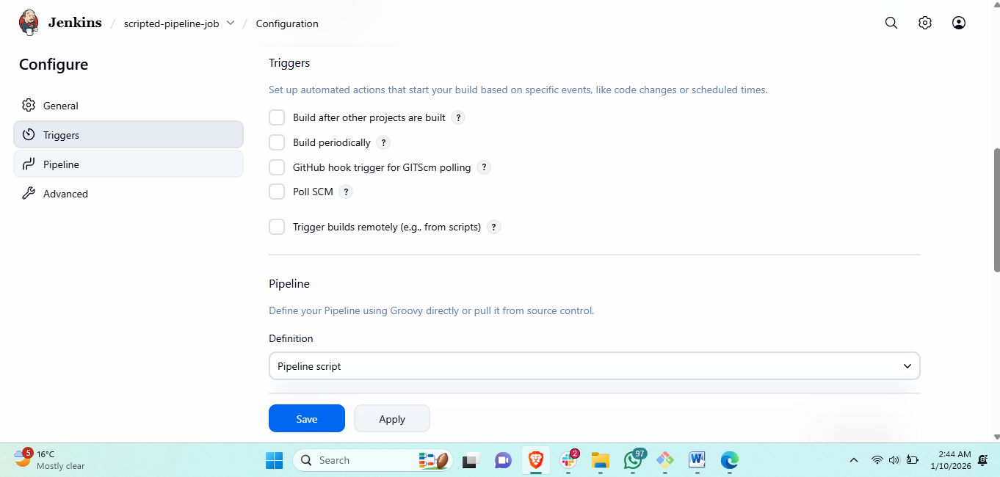 Jenkins / scripted-pipeline-job / Configuration
Configure
General
Triggers
Pipeline
Advanced
Triggers
Set up automated actions that start your build based on specific events, like code changes or scheduled times.
Build after other projects are built ?
Build periodically ?
GitHub hook trigger for GITScm polling ?
Poll SCM ?
Trigger builds remotely (e.g., from scripts) ?
Pipeline
Define your Pipeline using Groovy directly or pull it from source control.
Definition
Pipeline script
Save
Apply
5
16°C
Mostly clear
Search
2
97
W
2:44 AM
1/10/2026